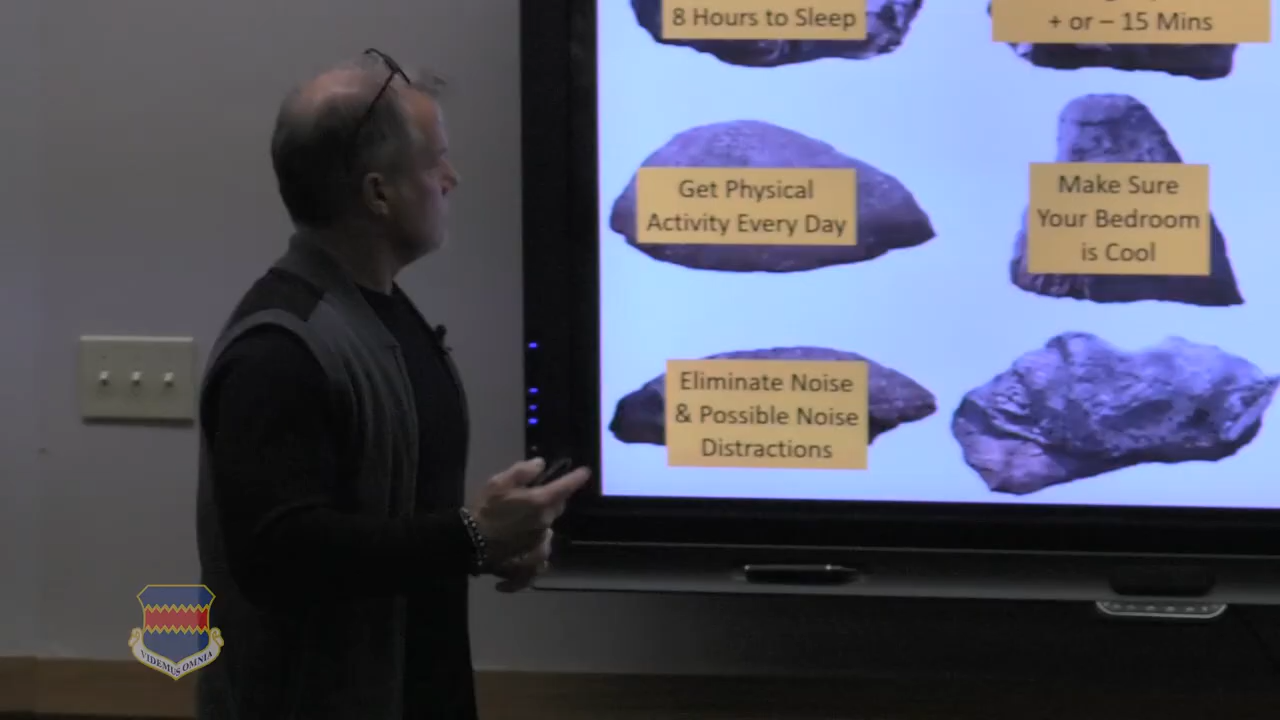 8 Hours to Sleep
+ or – 15 Mins
Get Physical
Activity Every Day
Make Sure
Your Bedroom
is Cool
Eliminate Noise
& Possible Noise
Distractions
VIDEMUS OMNIA